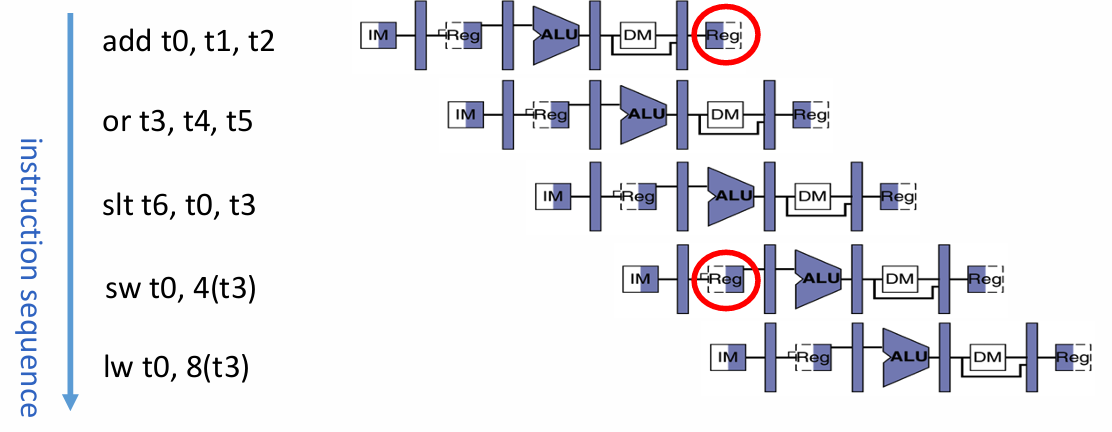 instruction sequence
add t0, t1, t2
IM Reg ALU DM Reg
or t3, t4, t5
IM Reg ALU DM Reg
slt t6, t0, t3
IM Reg ALU DM Reg
sw t0, 4(t3)
IM Reg ALU DM Reg
lw t0, 8(t3)
IM Reg ALU DM Reg